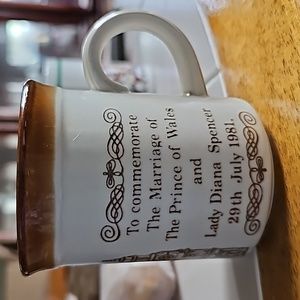 To commemorate
The Marriage of
The Prince of Wales
and
Lady Diana Spencer
29th July 1981.